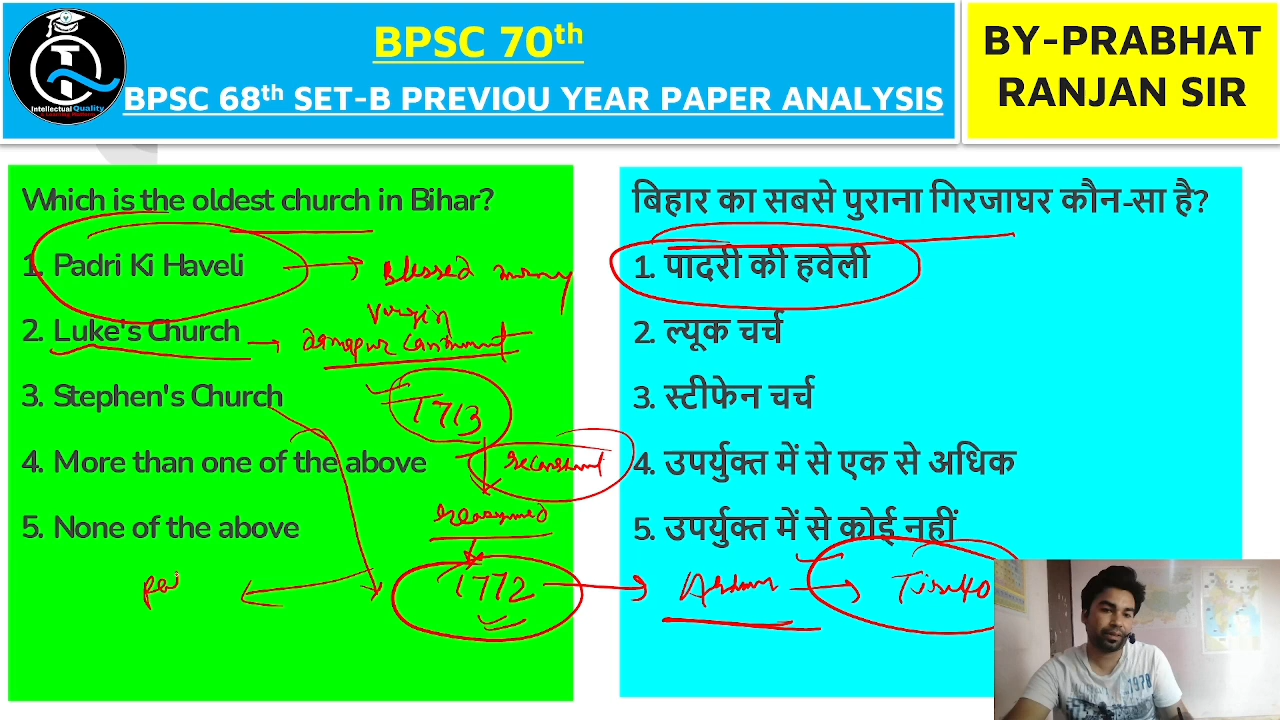 BPSC 70th
BPSC 68th SET-B PREVIOU YEAR PAPER ANALYSIS
Intellectual Quality
BY-PRABHAT
RANJAN SIR
Which is the oldest church in Bihar?
1. Padri Ki Haveli
Blessed
Virgin
2. Luke's Church
3. Stephen's Church
1713
4. More than one of the above
5. None of the above
1772
बिहार का सबसे पुराना गिरजाघर कौन-सा है?
1. पादरी की हवेली
2. ल्यूक चर्च
3. स्टीफेन चर्च
4. उपर्युक्त में से एक से अधिक
5. उपर्युक्त में से कोई नहीं
1978